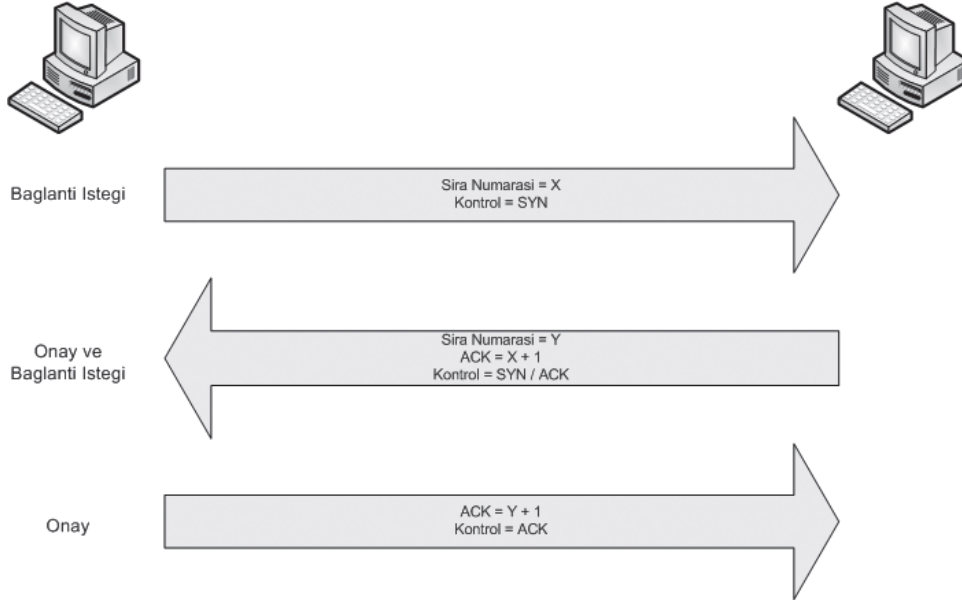 Baglanti Istegi
Sira Numarasi = X
Kontrol = SYN
Onay ve
Baglanti Istegi
Sira Numarasi = Y
ACK = X + 1
Kontrol = SYN / ACK
Onay
ACK = Y + 1
Kontrol = ACK